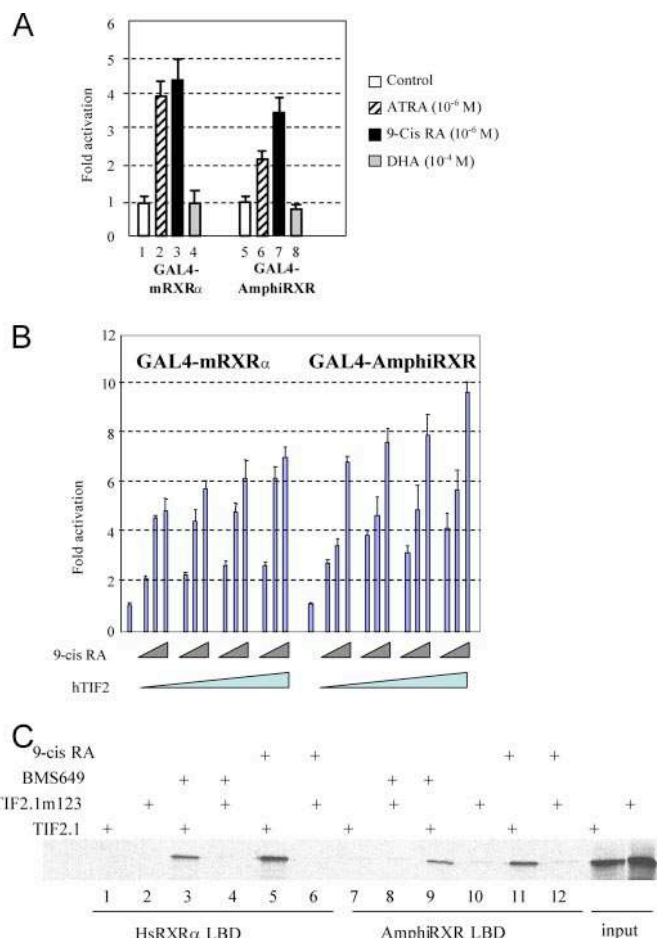 A
6
5
4
3
2
1
0
Fold activation
Control
ATRA (10⁻⁶ M)
9-Cis RA (10⁻⁶ M)
DHA (10⁻⁴ M)
1 2 3 4 5 6 7 8
GAL4- GAL4-
mRXRα AmphiRXR
B
12
10
8
6
4
2
0
Fold activation
GAL4-mRXRα GAL4-AmphiRXR
9-cis RA
hTIF2
C
9-cis RA + + + +
BMS649 + + + +
TIF2.1m123 + + + + + + +
TIF2.1 + + + + + + +
1 2 3 4 5 6 7 8 9 10 11 12
HsRXRα LBD AmphiRXR LBD input